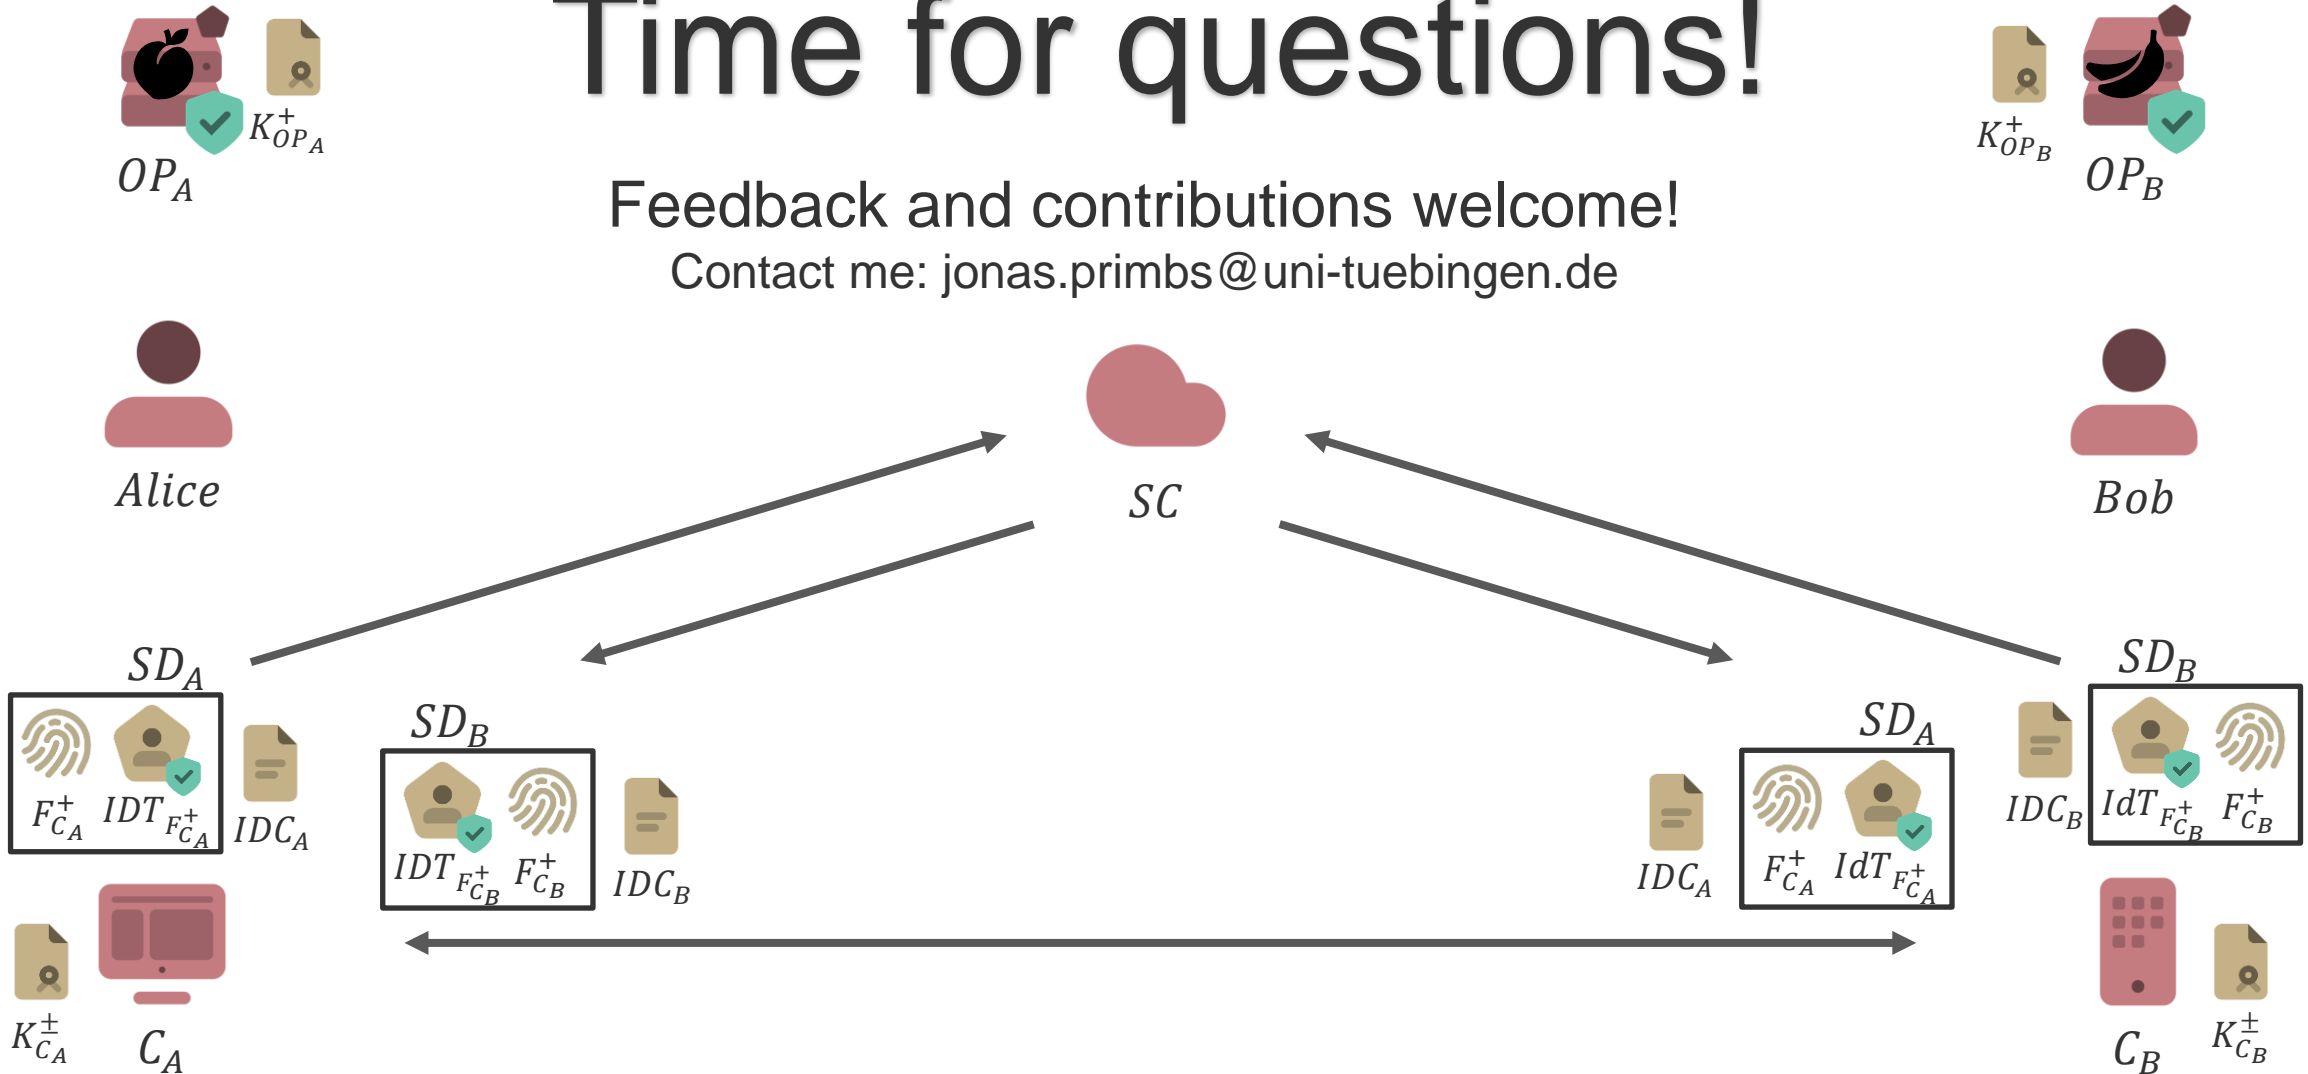 Time for questions!
K⁺_{OP_A}
K⁺_{OP_B}
OP_A
OP_B
Feedback and contributions welcome!
Contact me: jonas.primbs@uni-tuebingen.de
Alice
SC
Bob
SD_A
SD_B
SD_B
SD_A
F⁺_{C_A} IDT_{F⁺_{C_A}} IDC_A
IDC_B IdT_{F⁺_{C_B}} F⁺_{C_B}
IDT_{F⁺_{C_B}} F⁺_{C_B} IDC_B
IDC_A F⁺_{C_A} IdT_{F⁺_{C_A}}
K^±_{C_A}
C_A
C_B
K^±_{C_B}